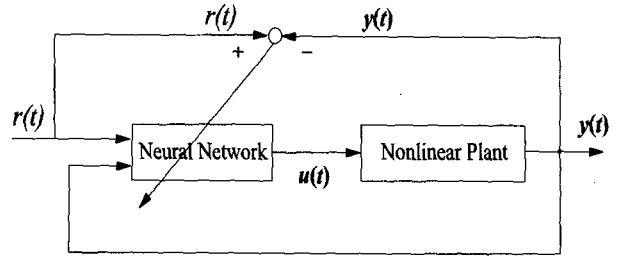 r(t)
y(t)
+
−
r(t)
y(t)
Neural Network
Nonlinear Plant
u(t)